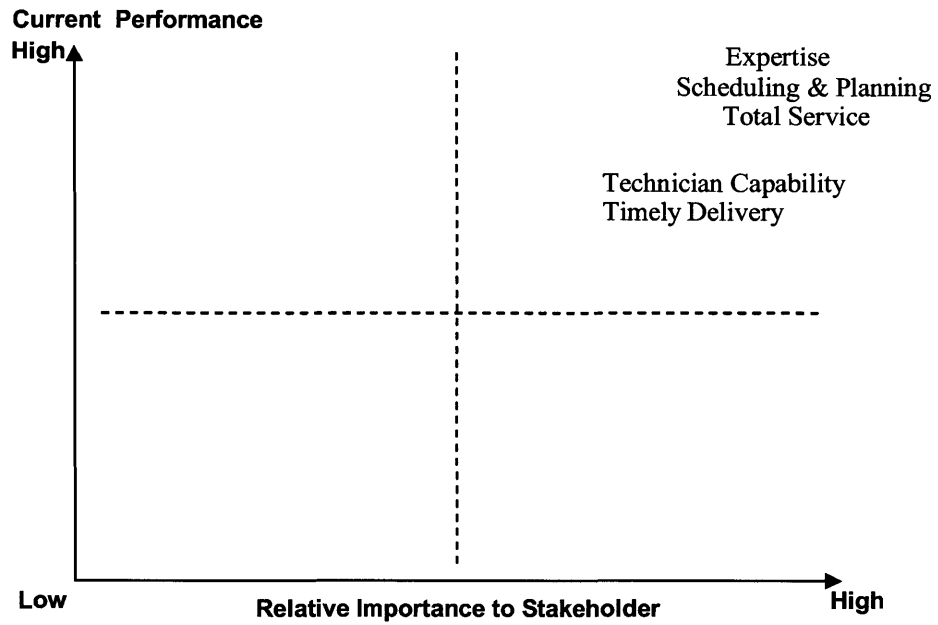 Current Performance
High
Expertise
Scheduling & Planning
Total Service
Technician Capability
Timely Delivery
Low
Relative Importance to Stakeholder
High